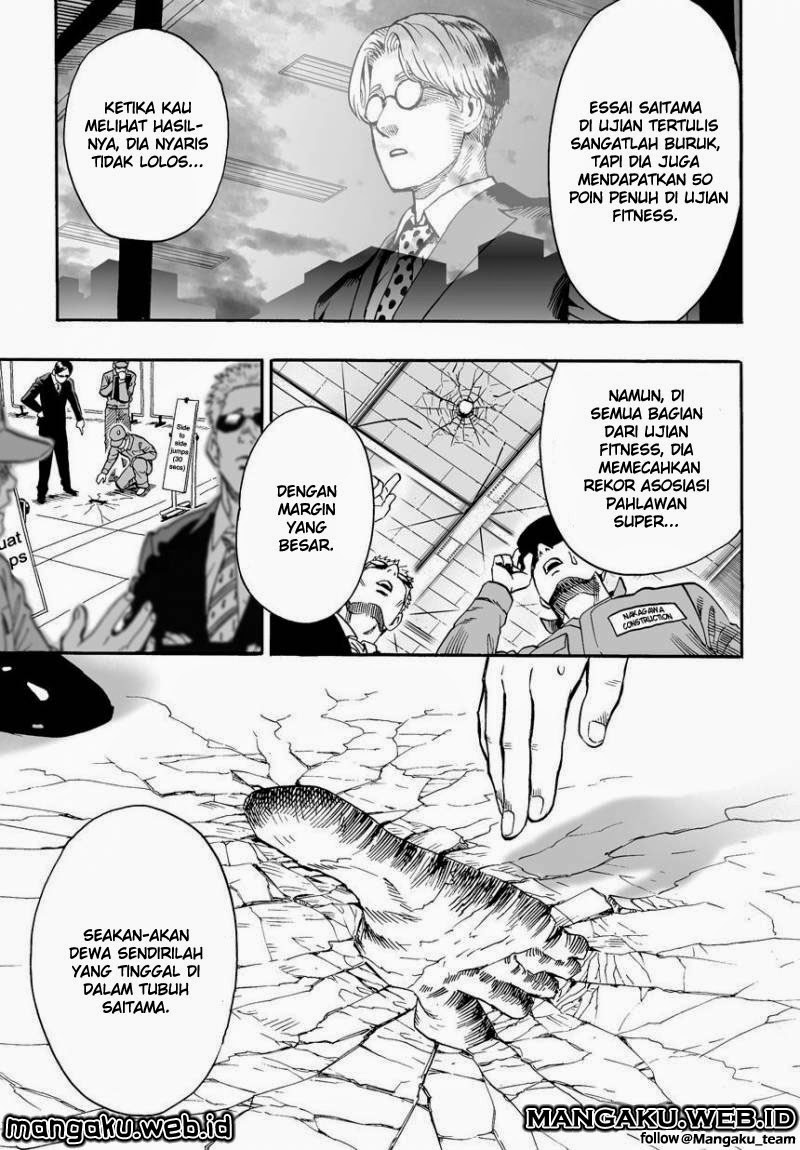 ESSAI SAITAMA
DI UJIAN TERTULIS
SANGATLAH BURUK,
TAPI DIA JUGA
MENDAPATKAN 50
POIN PENUH DI UJIAN
FITNESS.
KETIKA KAU
MELIHAT HASIL-
NYA, DIA NYARIS
TIDAK LOLOS...
NAMUN, DI
SEMUA BAGIAN
DARI UJIAN
FITNESS, DIA
MEMECAHKAN
REKOR ASOSIASI
PAHLAWAN
SUPER...
NAKAGAWA
CONSTRUCTION
DENGAN
MARGIN
YANG
BESAR.
Side
to
side
jumps
(30
secs)
uat
ps
SEAKAN-AKAN
DEWA SENDIRILAH
YANG TINGGAL DI
DALAM TUBUH
SAITAMA.
mangaku.web.id
MANGAKU.WEB.ID
follow @Mangaku_team